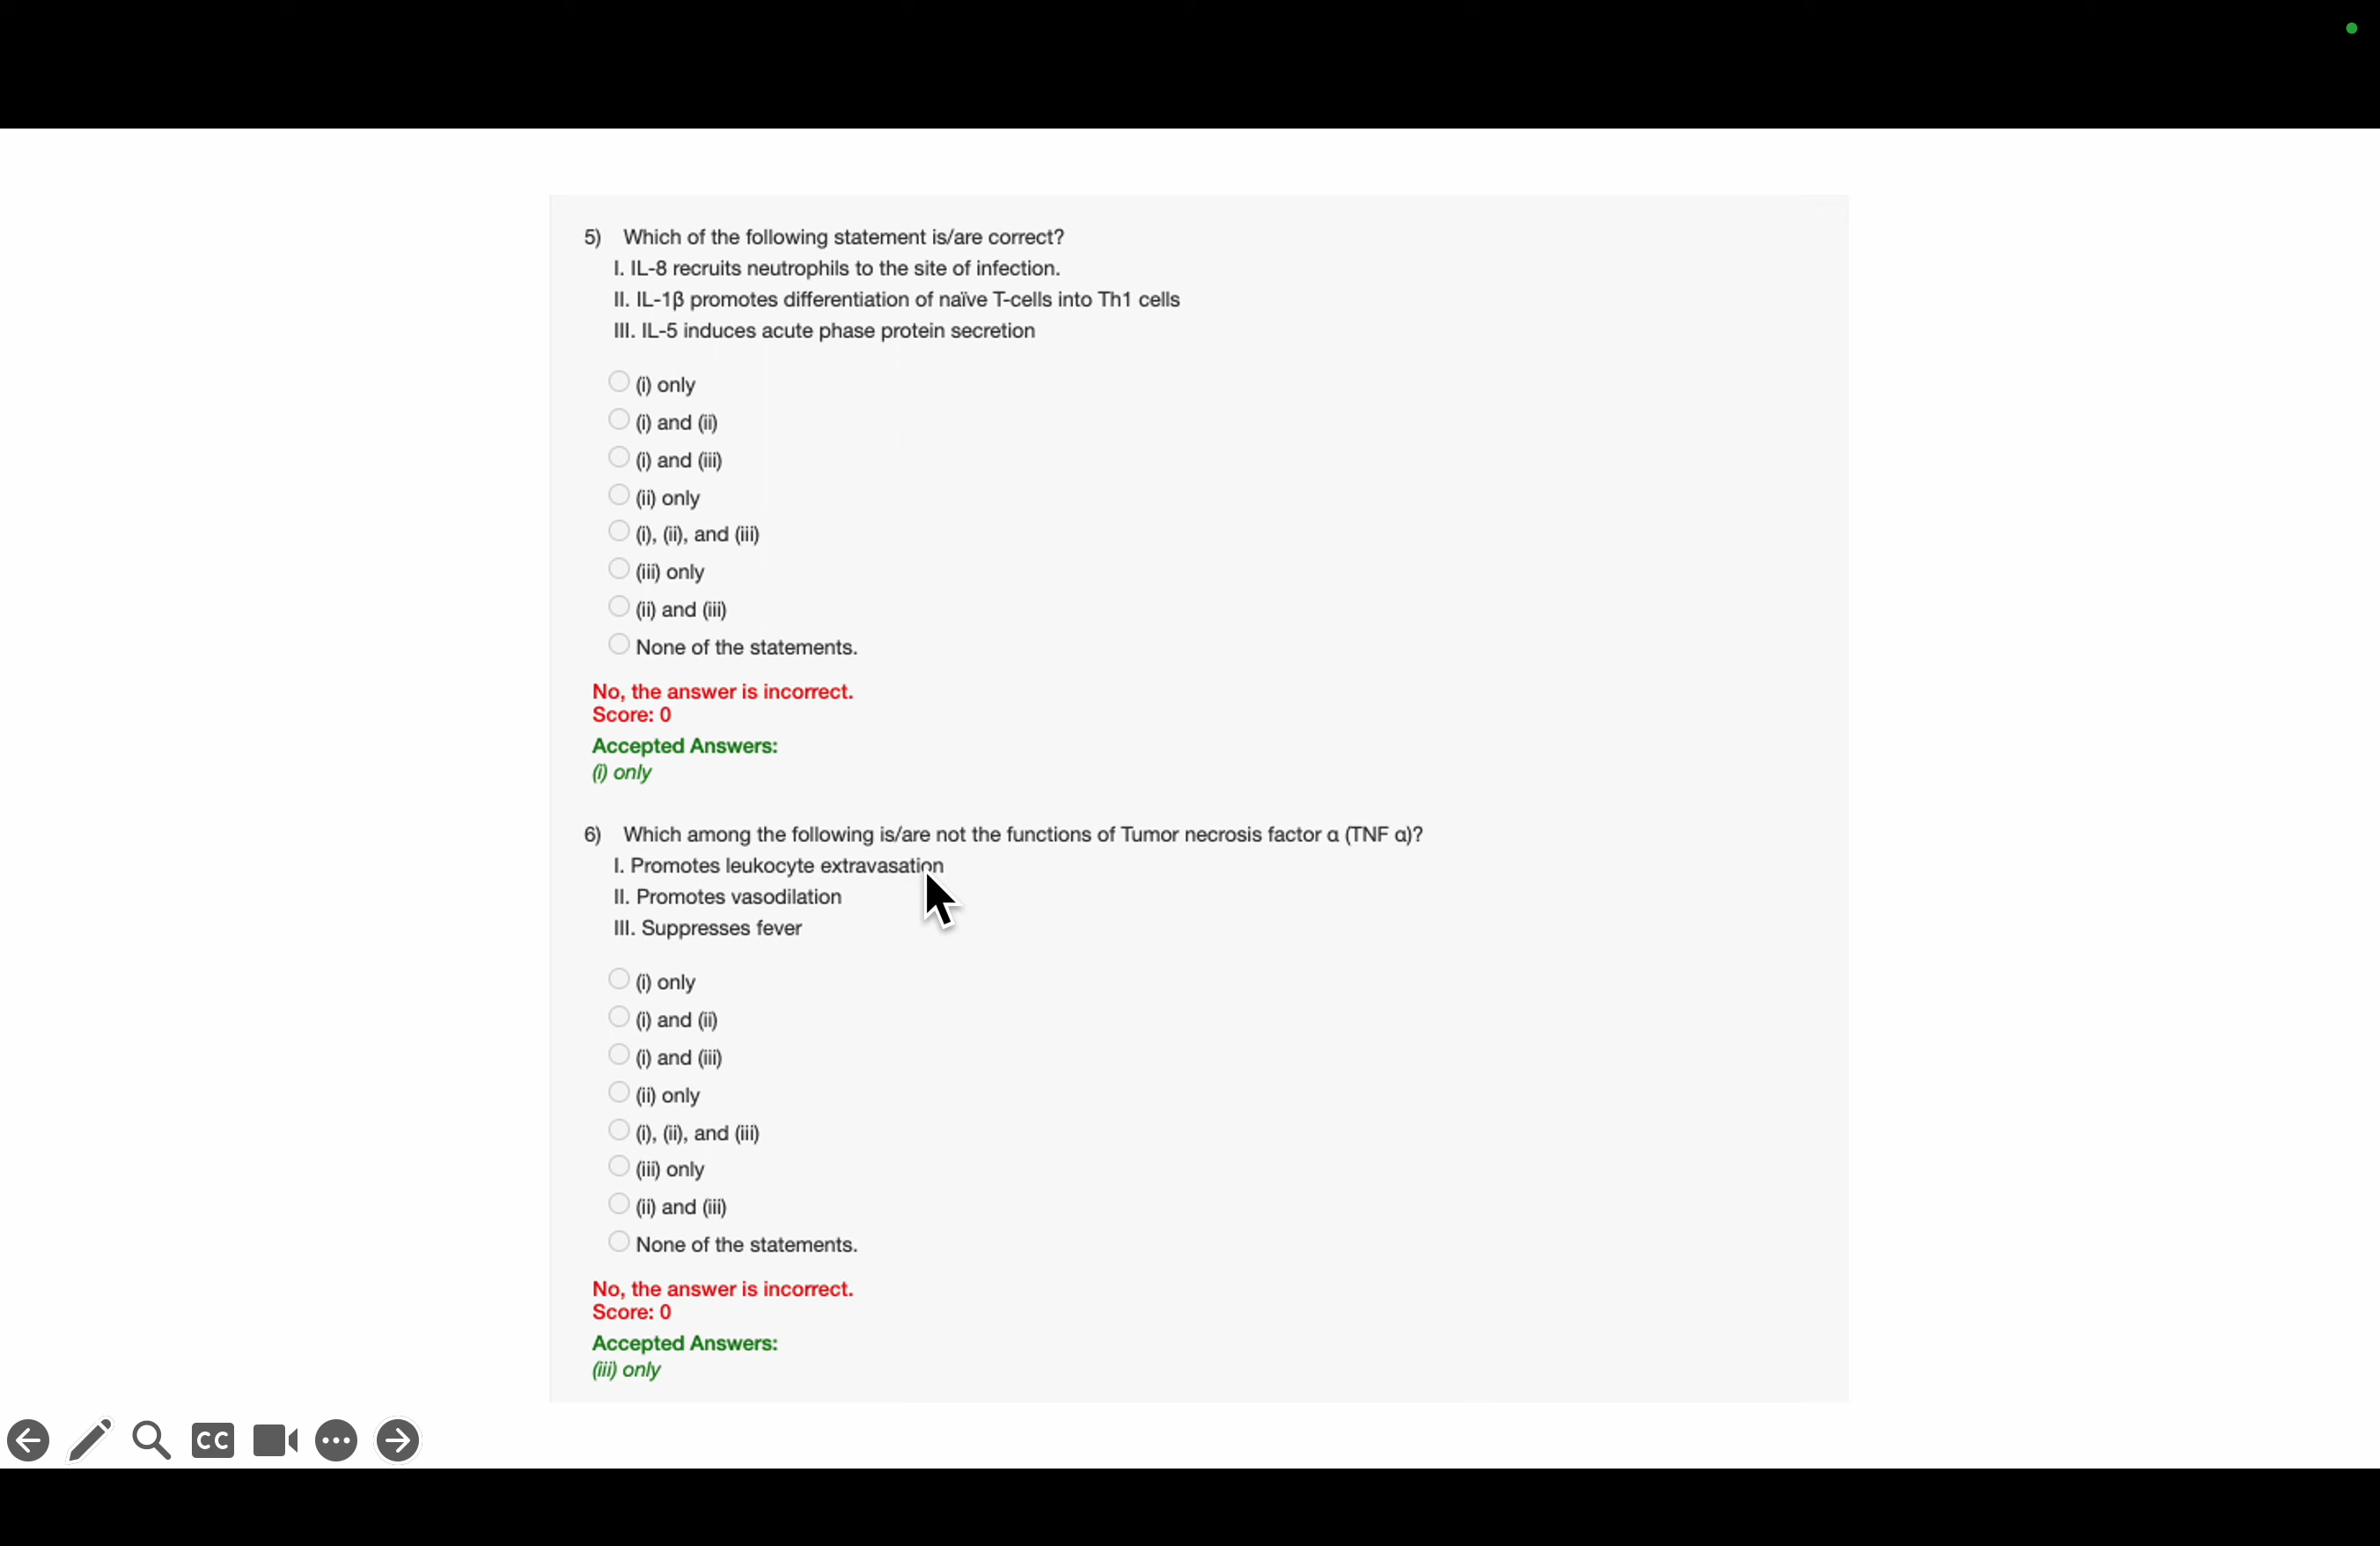 5) Which of the following statement is/are correct?
I. IL-8 recruits neutrophils to the site of infection.
II. IL-1β promotes differentiation of naïve T-cells into Th1 cells
III. IL-5 induces acute phase protein secretion
(i) only
(i) and (ii)
(i) and (iii)
(ii) only
(i), (ii), and (iii)
(iii) only
(ii) and (iii)
None of the statements.
No, the answer is incorrect.
Score: 0
Accepted Answers:
(i) only
6) Which among the following is/are not the functions of Tumor necrosis factor α (TNF α)?
I. Promotes leukocyte extravasation
II. Promotes vasodilation
III. Suppresses fever
(i) only
(i) and (ii)
(i) and (iii)
(ii) only
(i), (ii), and (iii)
(iii) only
(ii) and (iii)
None of the statements.
No, the answer is incorrect.
Score: 0
Accepted Answers:
(iii) only
CC